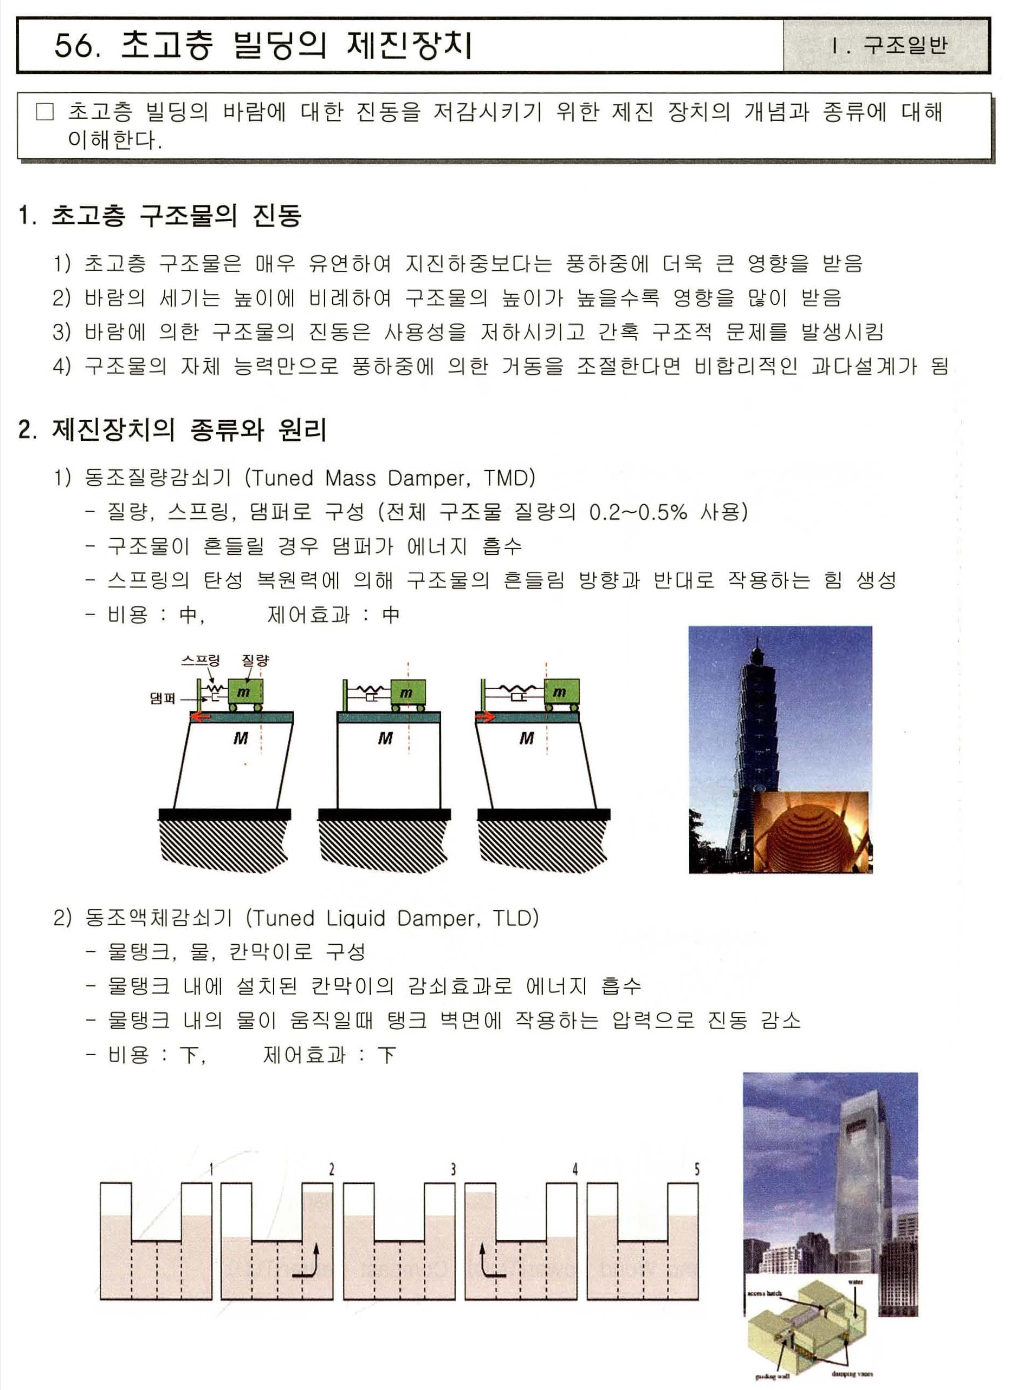 56. 초고층 빌딩의 제진장치
Ⅰ. 구조일반
□ 초고층 빌딩의 바람에 대한 진동을 저감시키기 위한 제진 장치의 개념과 종류에 대해
이해한다.
1. 초고층 구조물의 진동
1) 초고층 구조물은 매우 유연하여 지진하중보다는 풍하중에 더욱 큰 영향을 받음
2) 바람의 세기는 높이에 비례하여 구조물의 높이가 높을수록 영향을 많이 받음
3) 바람에 의한 구조물의 진동은 사용성을 저하시키고 간혹 구조적 문제를 발생시킴
4) 구조물의 자체 능력만으로 풍하중에 의한 거동을 조절한다면 비합리적인 과다설계가 됨
2. 제진장치의 종류와 원리
1) 동조질량감쇠기 (Tuned Mass Damper, TMD)
- 질량, 스프링, 댐퍼로 구성 (전체 구조물 질량의 0.2~0.5% 사용)
- 구조물이 흔들릴 경우 댐퍼가 에너지 흡수
- 스프링의 탄성 복원력에 의해 구조물의 흔들림 방향과 반대로 작용하는 힘 생성
- 비용 : 中, 제어효과 : 中
스프링 질량
댐퍼
m m m
M M M
2) 동조액체감쇠기 (Tuned Liquid Damper, TLD)
- 물탱크, 물, 칸막이로 구성
- 물탱크 내에 설치된 칸막이의 감쇠효과로 에너지 흡수
- 물탱크 내의 물이 움직일때 탱크 벽면에 작용하는 압력으로 진동 감소
- 비용 : 下, 제어효과 : 下
1 2 3 4 5
water
access hatch
damping vanes